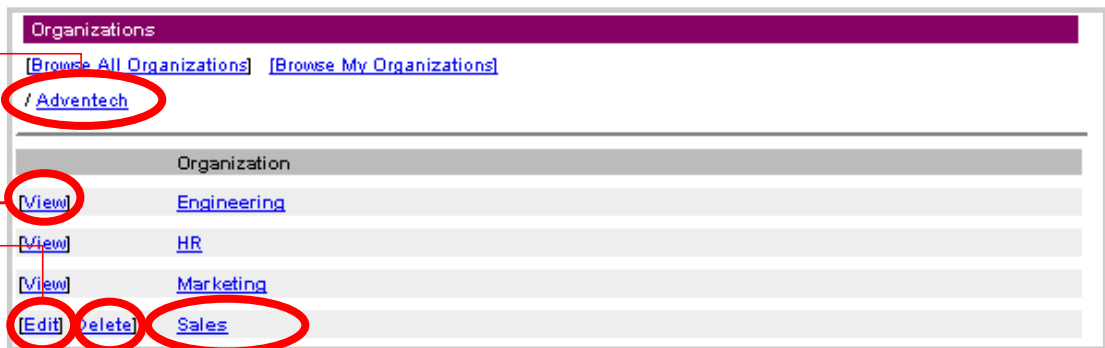 Organizations
[Browse All Organizations] [Browse My Organizations]
/ Adventech
Organization
[View] Engineering
[View] HR
[View] Marketing
[Edit] Delete] Sales